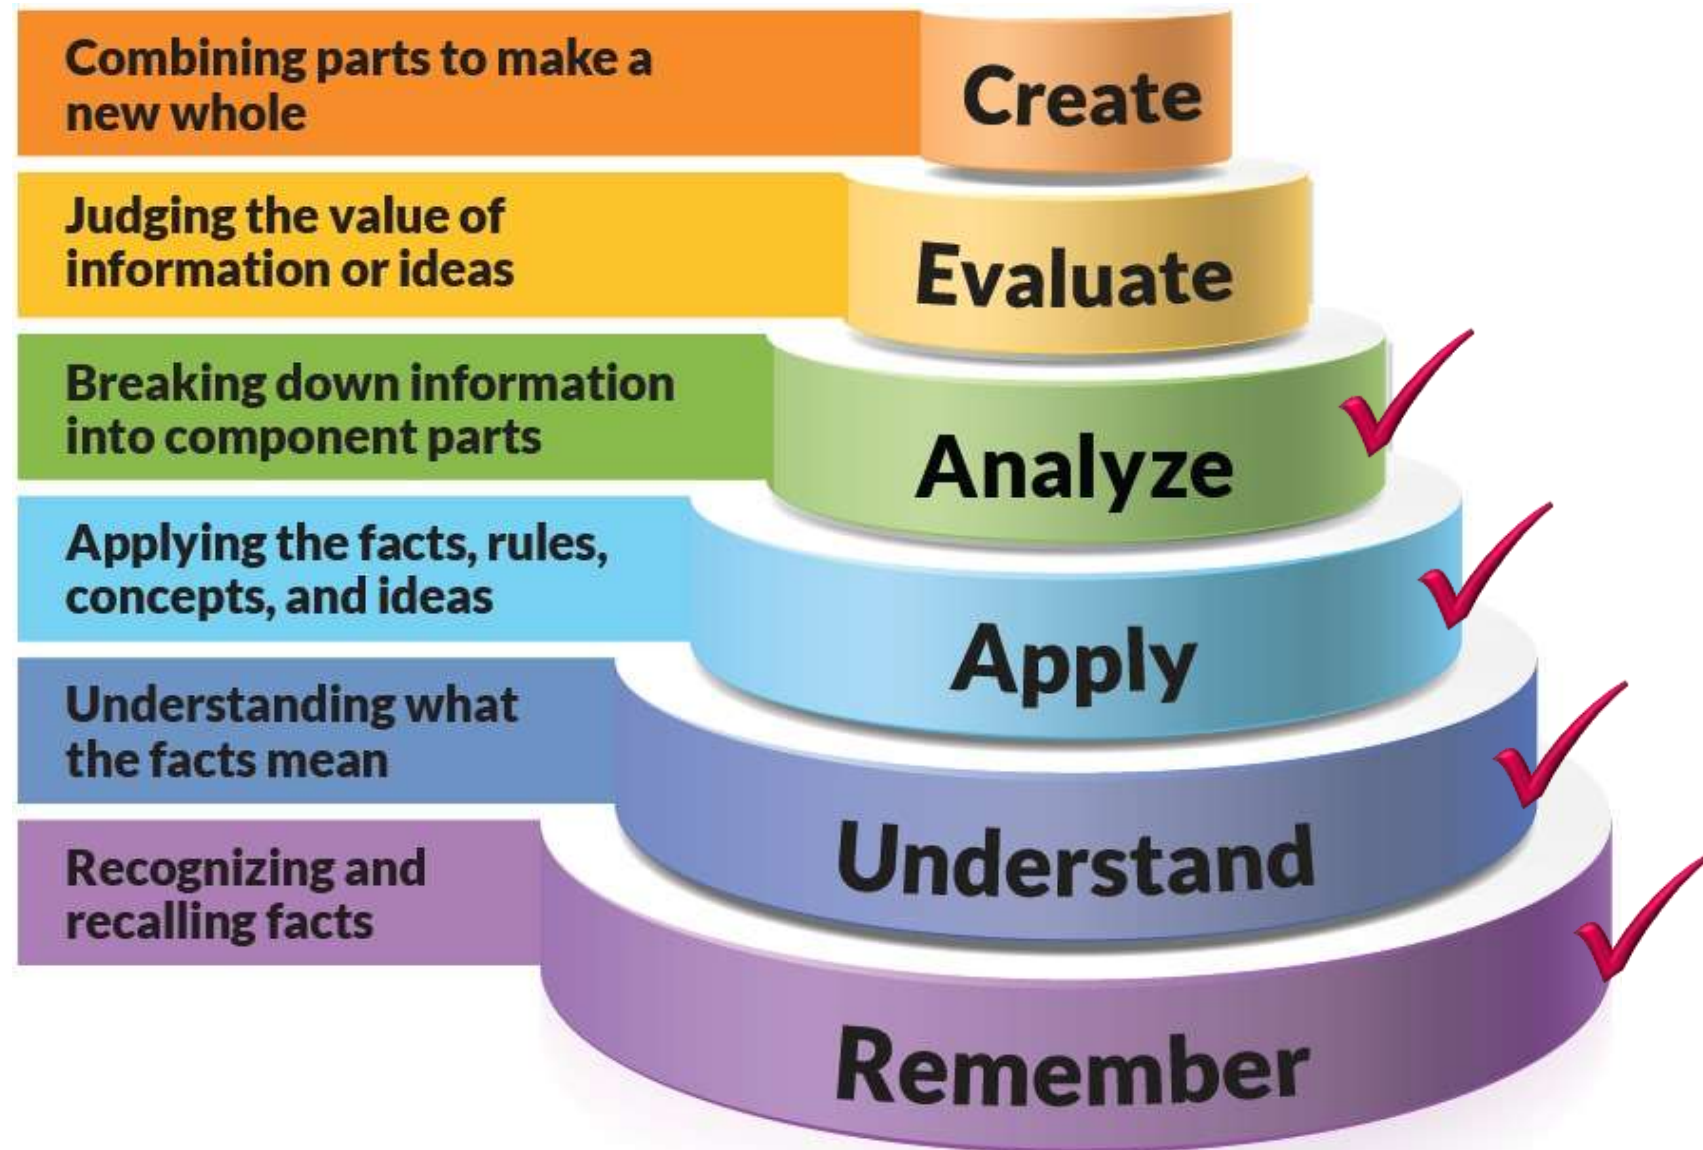 Combining parts to make a
new whole
Create
Judging the value of
information or ideas
Evaluate
Breaking down information
into component parts
Analyze
Applying the facts, rules,
concepts, and ideas
Apply
Understanding what
the facts mean
Understand
Recognizing and
recalling facts
Remember